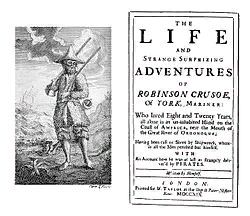 THE
LIFE
AND
STRANGE SURPRIZING
ADVENTURES
OF
ROBINSON CRUSOE,
Of YORK, MARINER:
Who lived Eight and Twenty Years,
all alone in an un-inhabited Island on the
Coast of AMERICA, near the Mouth of
the Great River of OROONOQUE;
Having been cast on Shore by Shipwreck, where-
in all the Men perished but himself.
WITH
An Account how he was at last as strangely deli-
ver'd by PYRATES.
Written by Himself.
LONDON:
Printed for W. TAYLOR at the Ship in Pater-Noster-
Row. MDCCXIX.